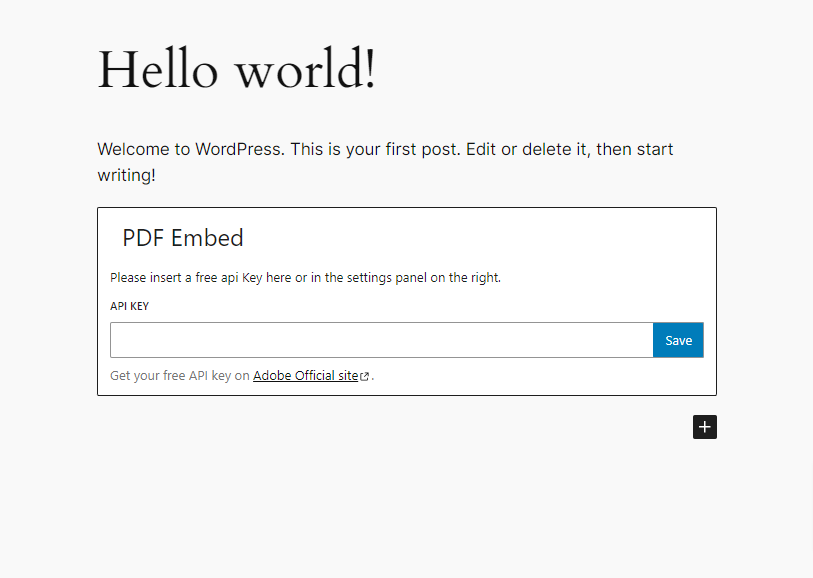 Hello world!
Welcome to WordPress. This is your first post. Edit or delete it, then start
writing!
PDF Embed
Please insert a free api Key here or in the settings panel on the right.
API KEY
Save
Get your free API key on Adobe Official site .